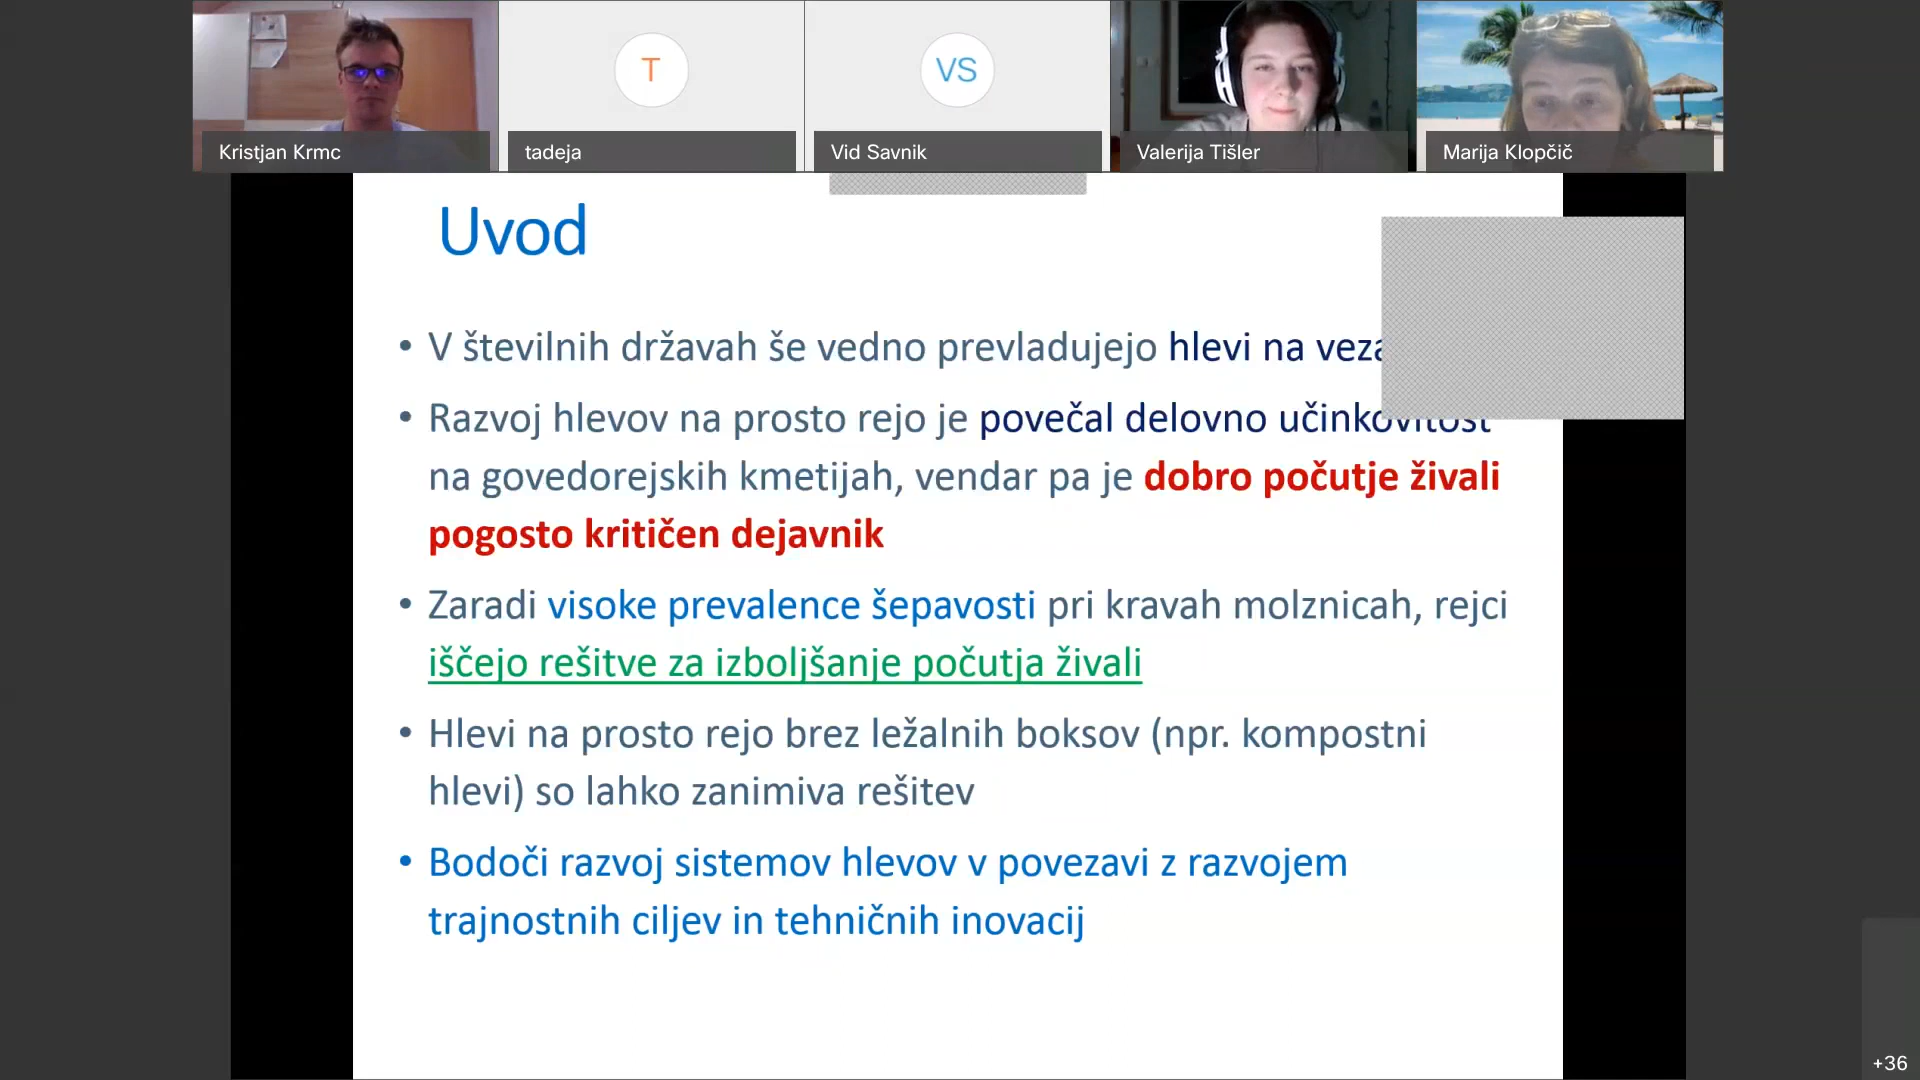 T
VS
Kristjan Krmc
tadeja
Vid Savnik
Valerija Tišler
Marija Klopčič
Uvod
• V številnih državah še vedno prevladujejo hlevi na
• Razvoj hlevov na prosto rejo je povečal delovno učinkovitost
na govedorejskih kmetijah, vendar pa je dobro počutje živali
pogosto kritičen dejavnik
• Zaradi visoke prevalence šepavosti pri kravah molznicah, rejci
iščejo rešitve za izboljšanje počutja živali
• Hlevi na prosto rejo brez ležalnih boksov (npr. kompostni
hlevi) so lahko zanimiva rešitev
• Bodoči razvoj sistemov hlevov v povezavi z razvojem
trajnostnih ciljev in tehničnih inovacij
+36